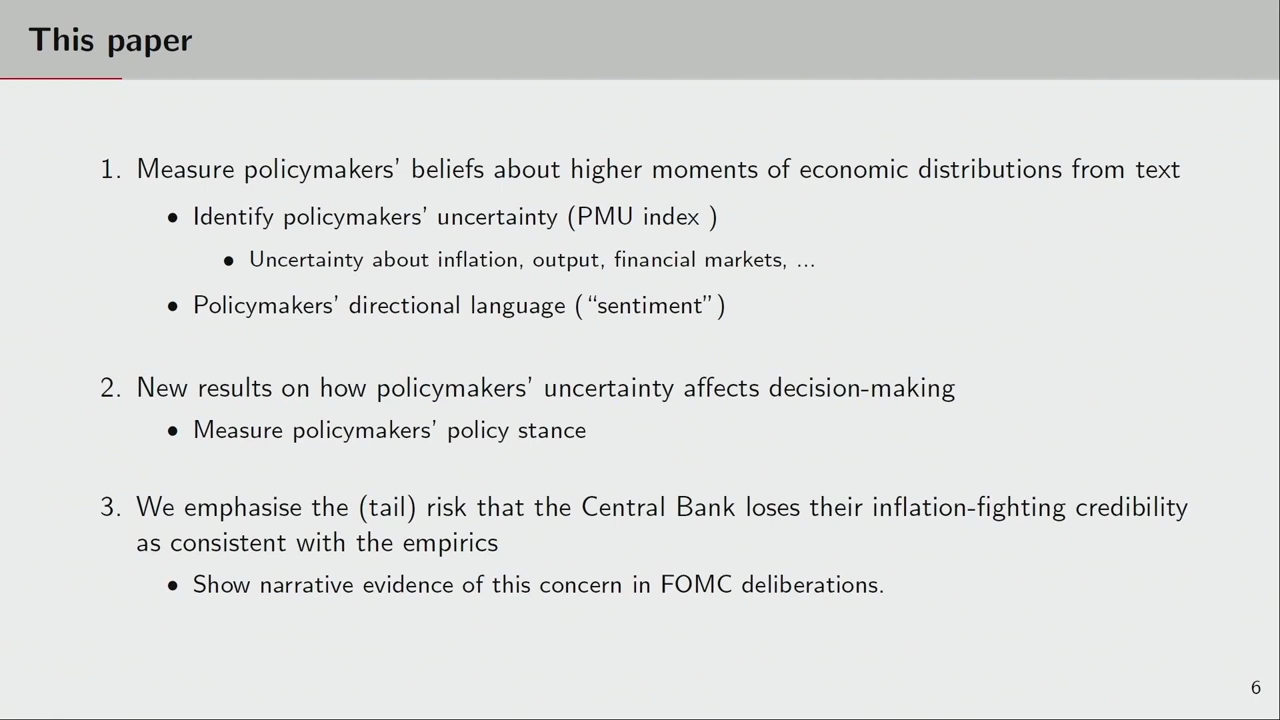 This paper
1. Measure policymakers' beliefs about higher moments of economic distributions from text
• Identify policymakers' uncertainty (PMU index )
• Uncertainty about inflation, output, financial markets, ...
• Policymakers' directional language (“sentiment”)
2. New results on how policymakers' uncertainty affects decision-making
• Measure policymakers' policy stance
3. We emphasise the (tail) risk that the Central Bank loses their inflation-fighting credibility
as consistent with the empirics
• Show narrative evidence of this concern in FOMC deliberations.
6